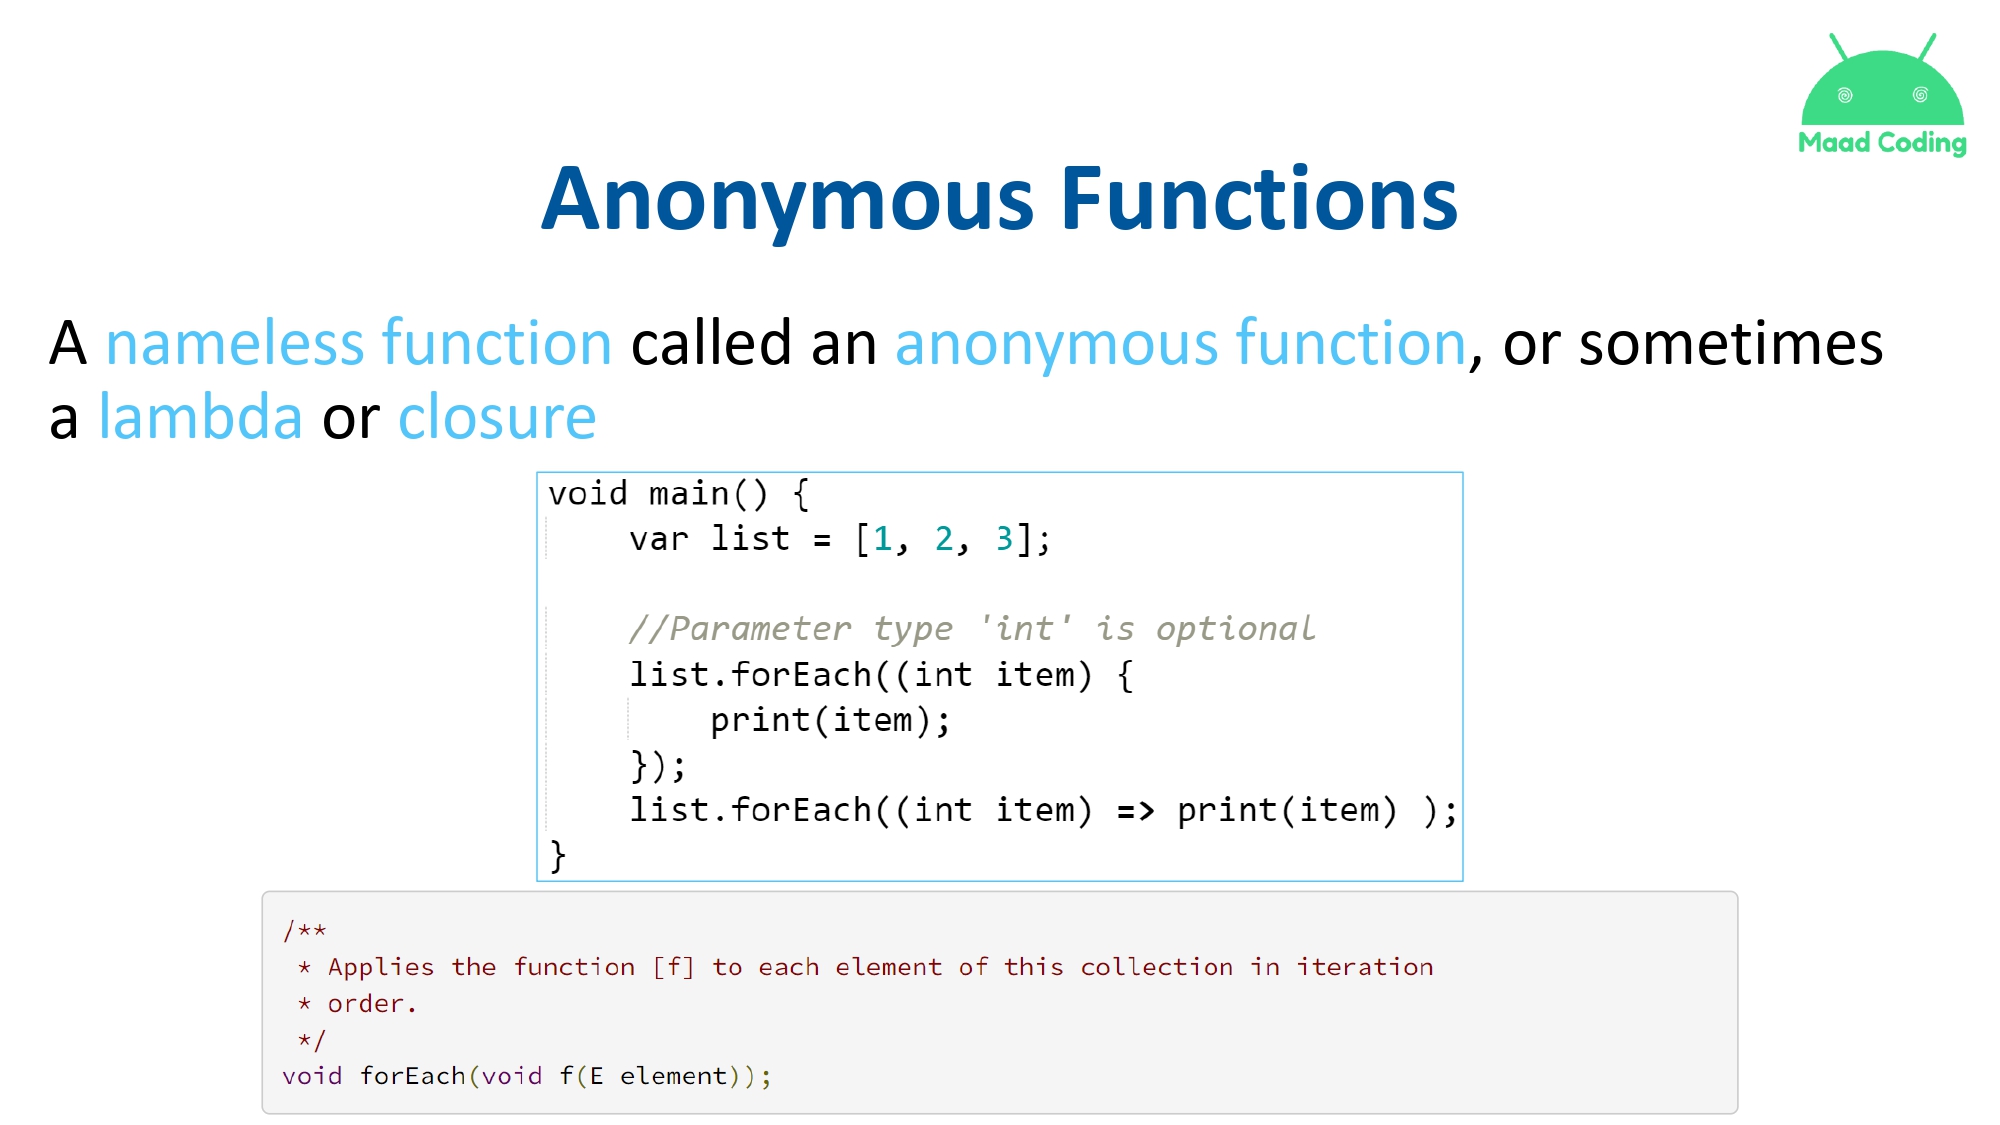 Maad Coding
Anonymous Functions
A nameless function called an anonymous function, or sometimes
a lambda or closure
void main() {
    var list = [1, 2, 3];

    //Parameter type 'int' is optional
    list.forEach((int item) {
        print(item);
    });
    list.forEach((int item) => print(item) );
}
/**
 * Applies the function [f] to each element of this collection in iteration
 * order.
 */
void forEach(void f(E element));